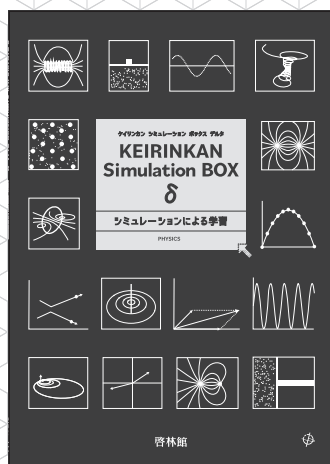 ケイリンカン シミュレーション ボックス デルタ
KEIRINKAN
Simulation BOX
δ
シミュレーションによる学習
PHYSICS
啓林館